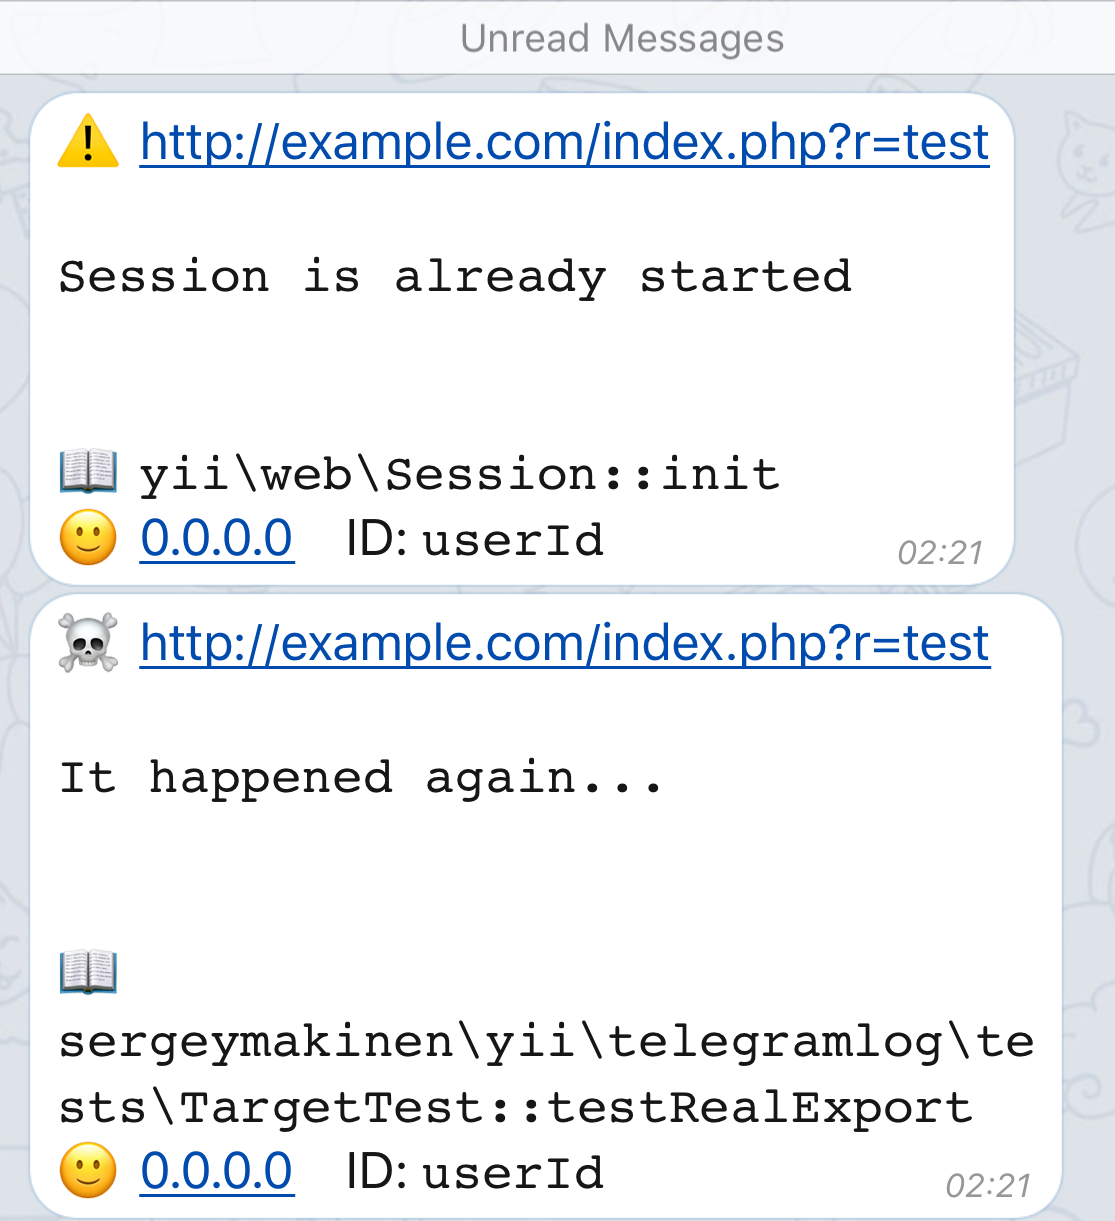 Unread Messages
⚠️ http://example.com/index.php?r=test
Session is already started
📖 yii\web\Session::init
🙂 0.0.0.0 ID: userId
02:21
☠️ http://example.com/index.php?r=test
It happened again...
📖
sergeymakinen\yii\telegramlog\te
sts\TargetTest::testRealExport
🙂 0.0.0.0 ID: userId
02:21